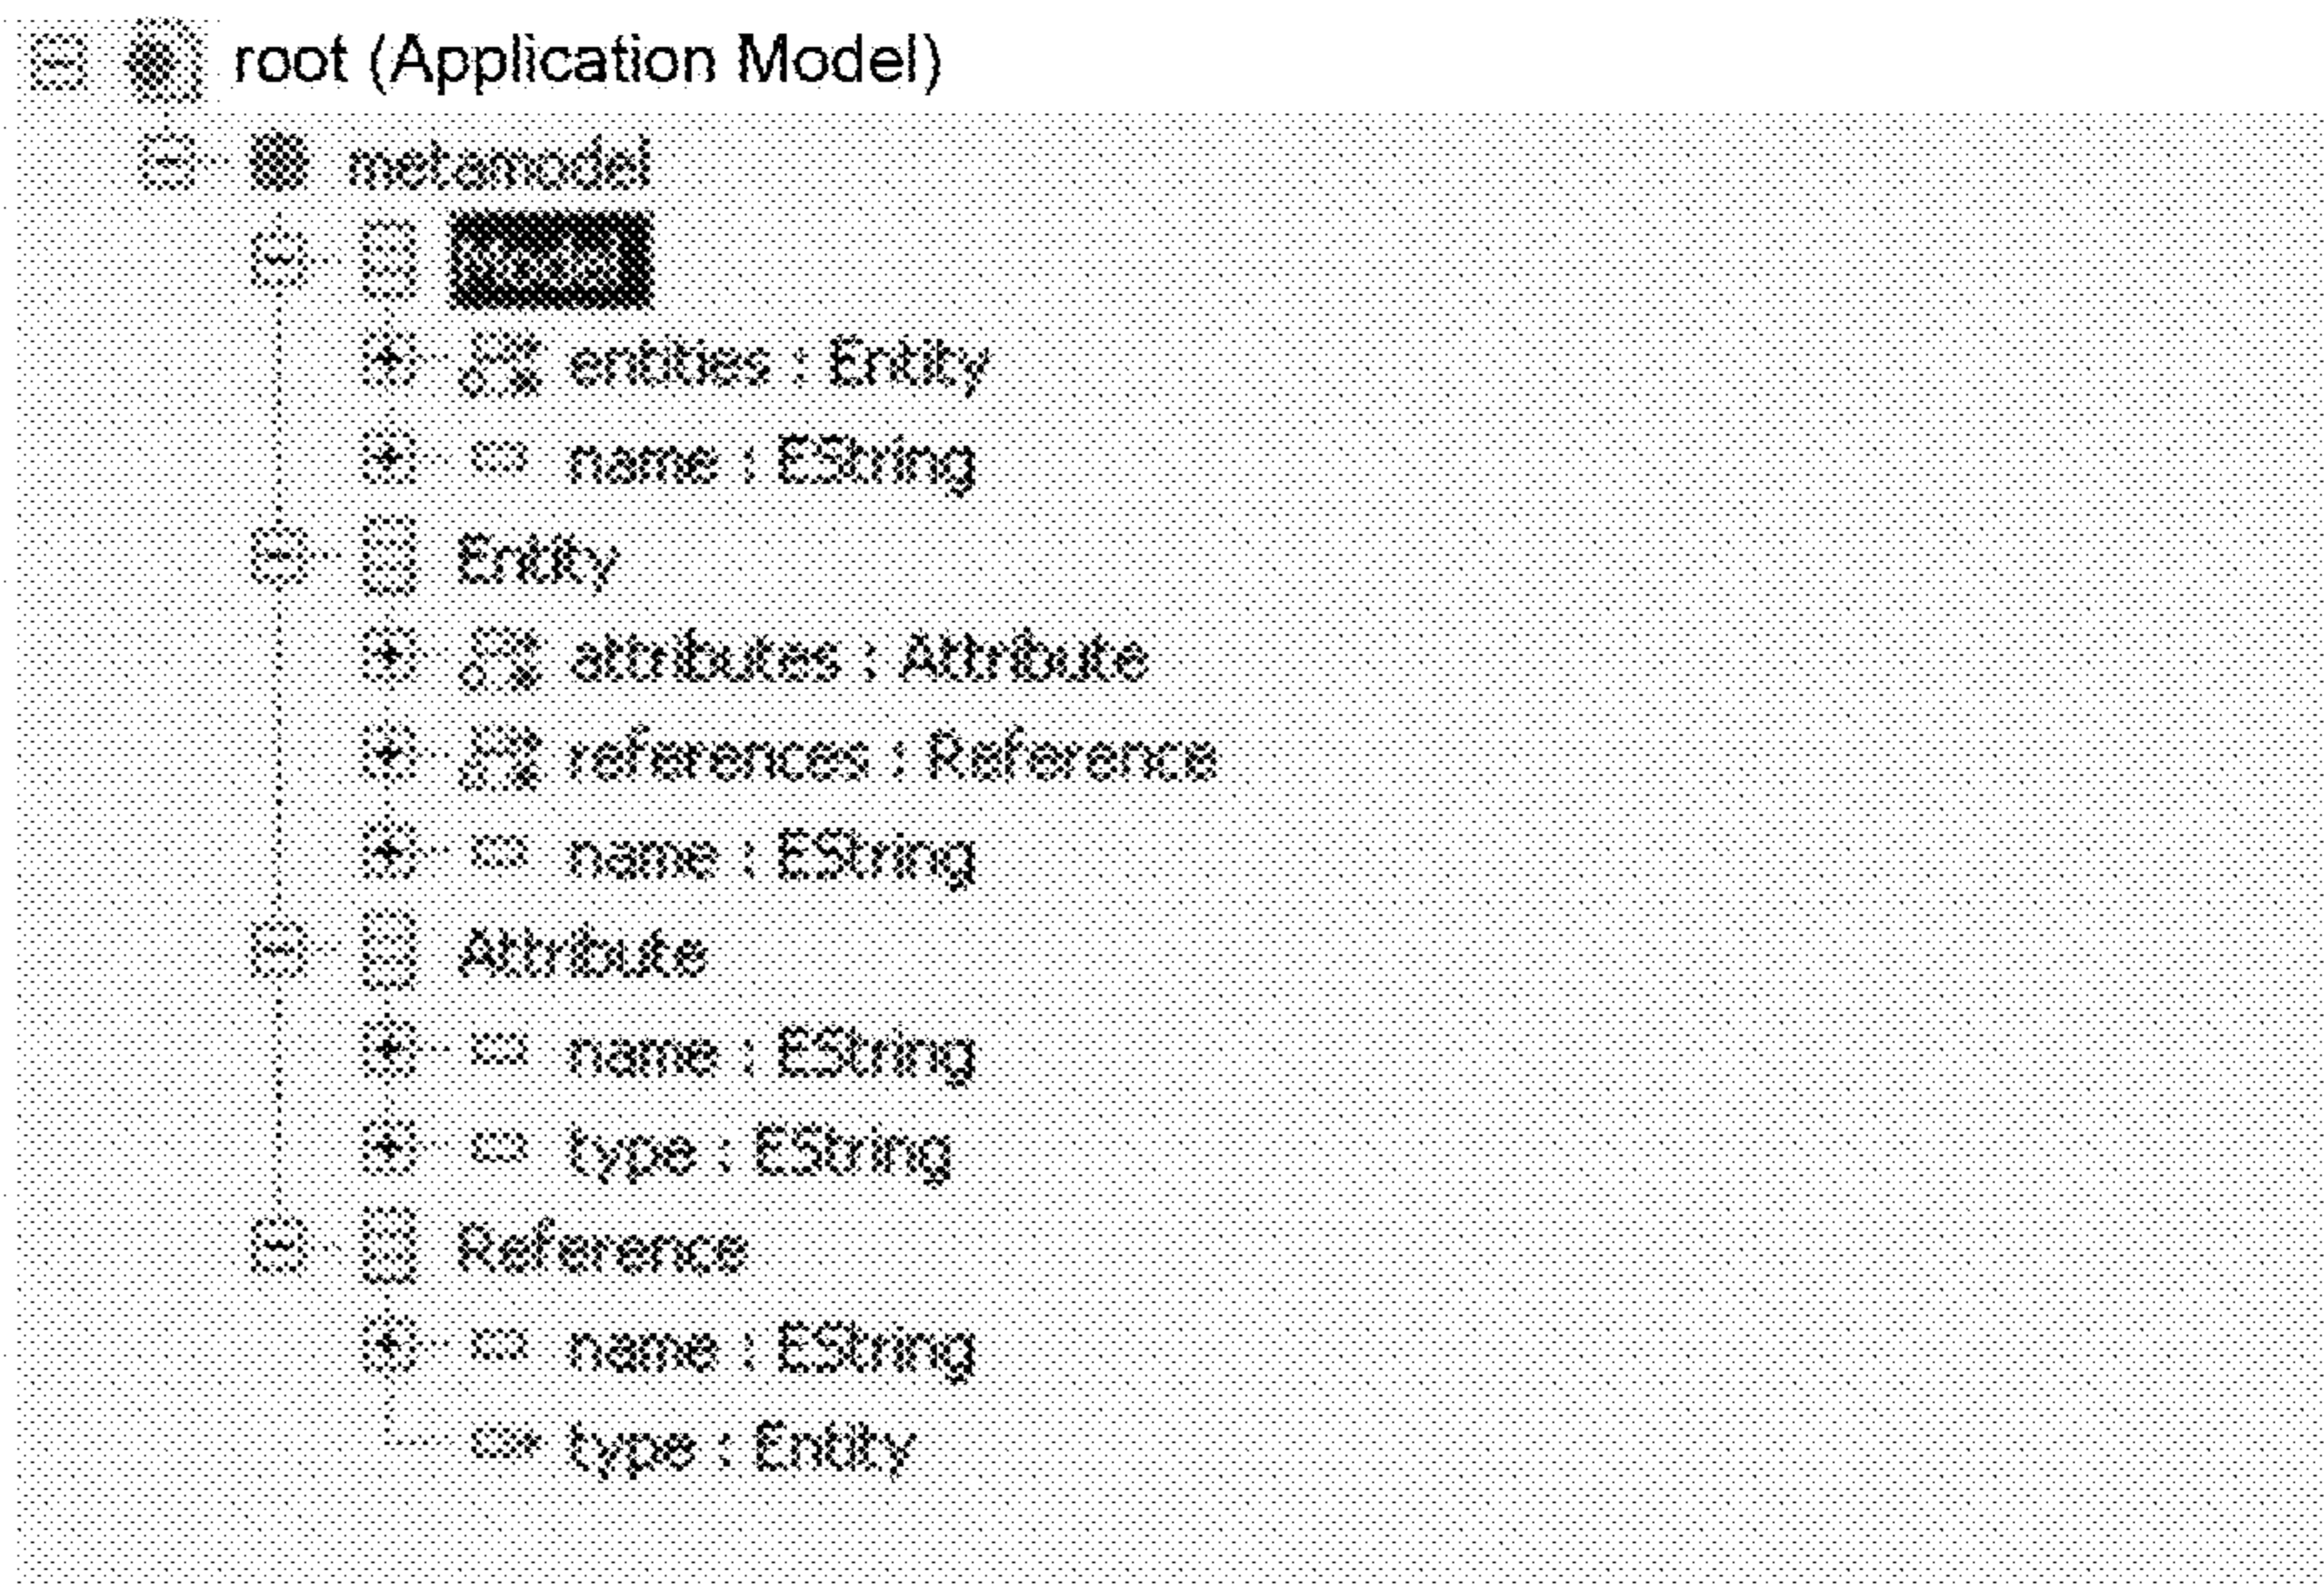 root (Application Model)
metamodel
Model
entities : Entity
name : EString
Entity
attributes : Attribute
references : Reference
name : EString
Attribute
name : EString
type : EString
Reference
name : EString
type : Entity